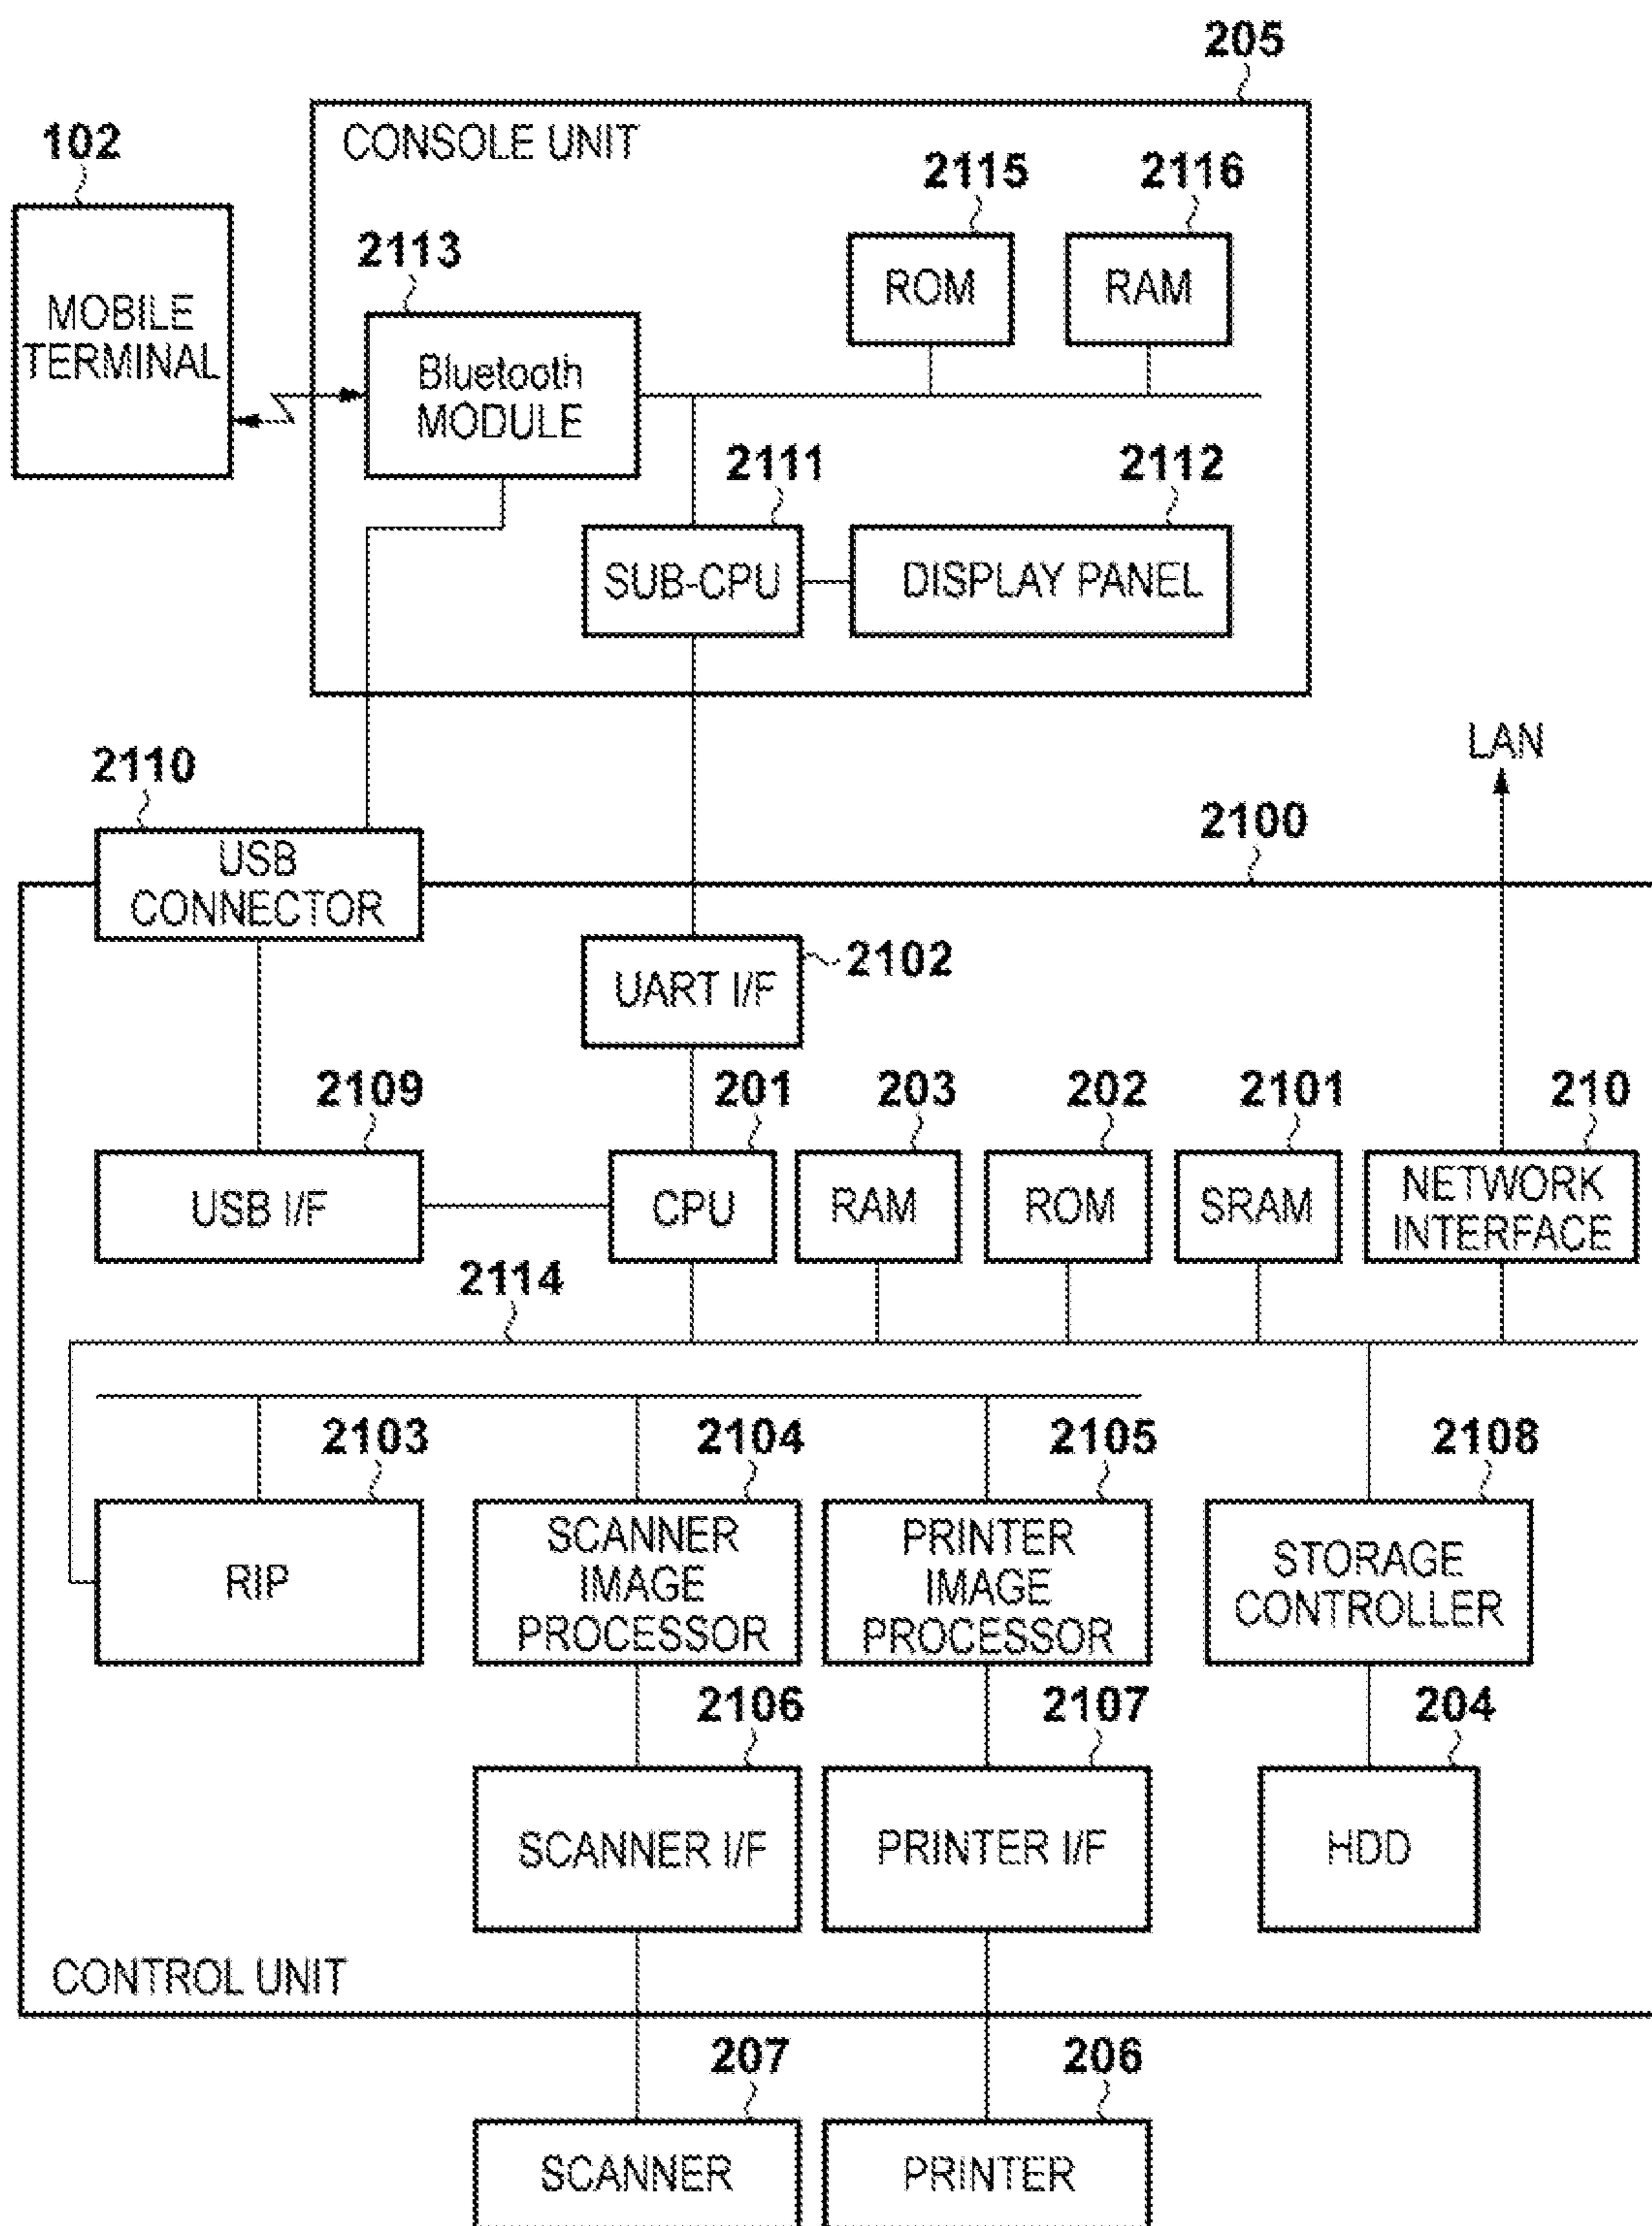 205
CONSOLE UNIT
102
2115
2116
MOBILE
TERMINAL
2113
ROM
RAM
Bluetooth
MODULE
2111
2112
SUB-CPU
DISPLAY PANEL
LAN
2110
2100
USB
CONNECTOR
2102
UART I/F
2109
201
203
202
2101
210
USB I/F
CPU
RAM
ROM
SRAM
NETWORK
INTERFACE
2114
2103
2104
2105
2108
RIP
SCANNER
IMAGE
PROCESSOR
PRINTER
IMAGE
PROCESSOR
STORAGE
CONTROLLER
2106
2107
204
SCANNER I/F
PRINTER I/F
HDD
CONTROL UNIT
207
206
SCANNER
PRINTER